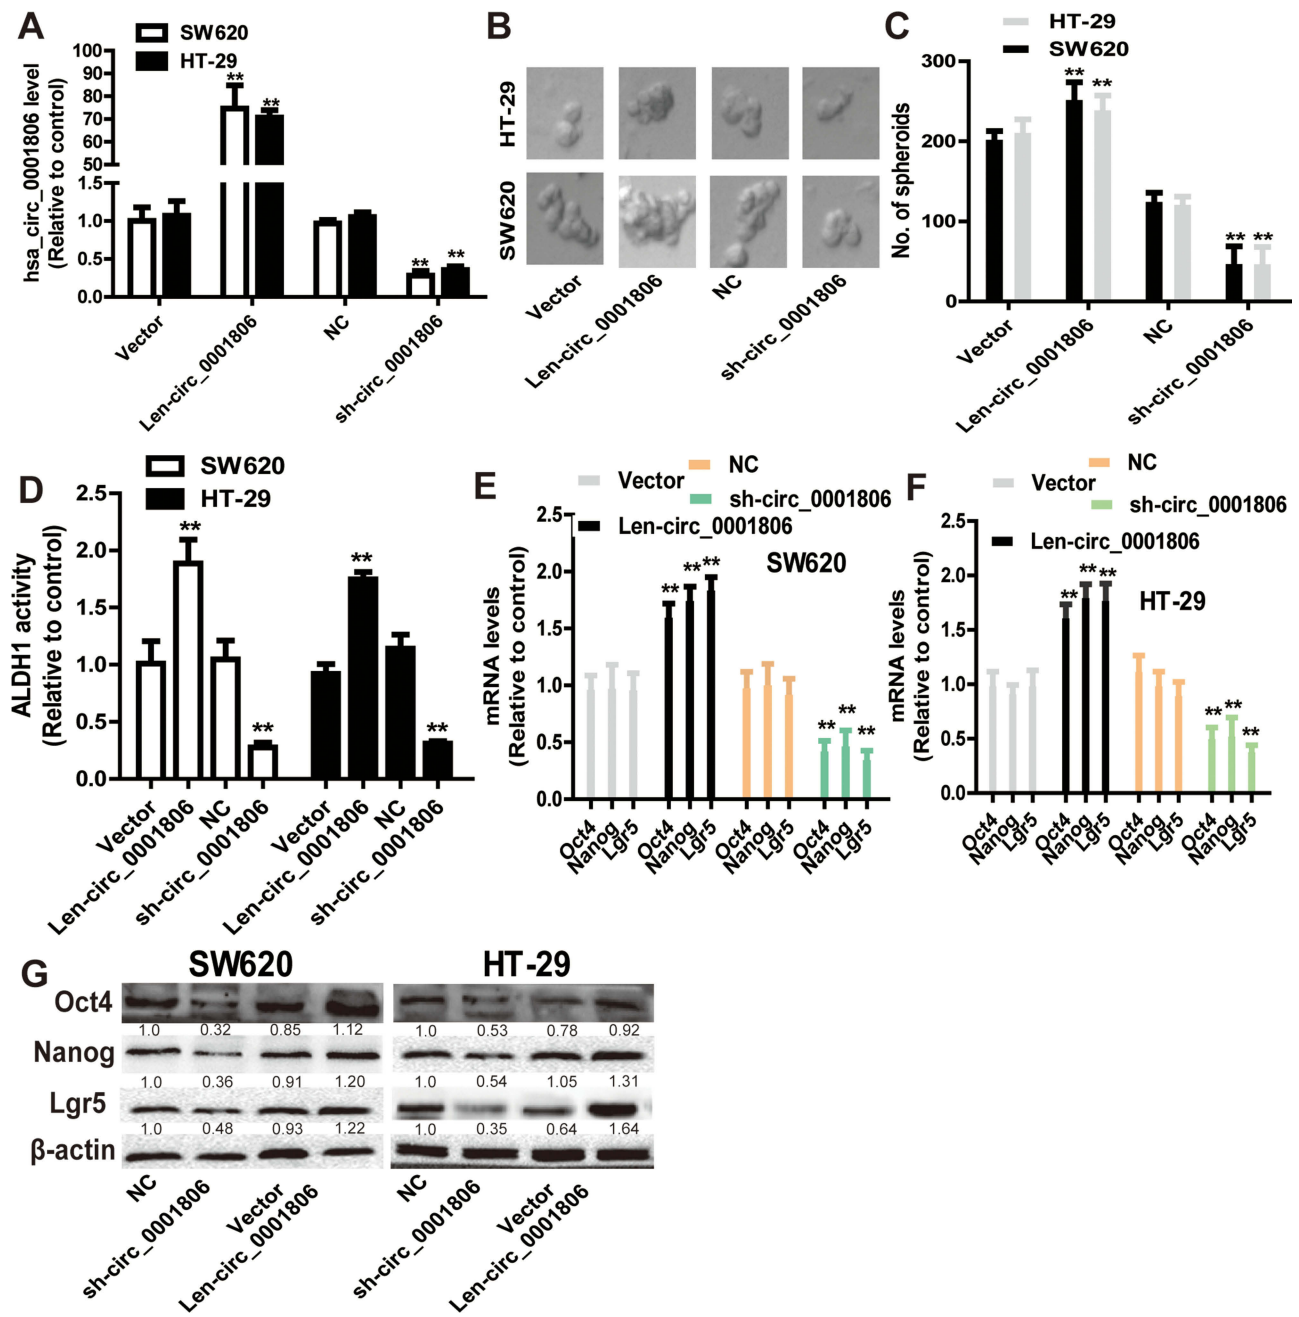 A
SW620
HT-29
hsa_circ_0001806 level
(Relative to control)
100
90
80
70
60
50
1.5
1.0
0.5
0.0
**
**
**
**
Vector
Len-circ_0001806
NC
sh-circ_0001806
B
HT-29
SW620
Vector
Len-circ_0001806
NC
sh-circ_0001806
C
HT-29
SW620
No. of spheroids
300
200
100
0
**
**
**
**
Vector
Len-circ_0001806
NC
sh-circ_0001806
D
SW620
HT-29
ALDH1 activity
(Relative to control)
2.5
2.0
1.5
1.0
0.5
0.0
**
**
**
**
Vector
Len-circ_0001806
NC
sh-circ_0001806
Vector
Len-circ_0001806
NC
sh-circ_0001806
E
Vector
NC
sh-circ_0001806
Len-circ_0001806
SW620
mRNA levels
(Relative to control)
2.5
2.0
1.5
1.0
0.5
0.0
**
**
**
**
**
**
Oct4
Nanog
Lgr5
Oct4
Nanog
Lgr5
Oct4
Nanog
Lgr5
Oct4
Nanog
Lgr5
F
Vector
NC
sh-circ_0001806
Len-circ_0001806
HT-29
mRNA levels
(Relative to control)
2.5
2.0
1.5
1.0
0.5
0.0
**
**
**
**
**
**
Oct4
Nanog
Lgr5
Oct4
Nanog
Lgr5
Oct4
Nanog
Lgr5
Oct4
Nanog
Lgr5
G
SW620
HT-29
Oct4
1.0 0.32 0.85 1.12 1.0 0.53 0.78 0.92
Nanog
1.0 0.36 0.91 1.20 1.0 0.54 1.05 1.31
Lgr5
1.0 0.48 0.93 1.22 1.0 0.35 0.64 1.64
β-actin
NC
sh-circ_0001806
Vector
Len-circ_0001806
NC
sh-circ_0001806
Vector
Len-circ_0001806